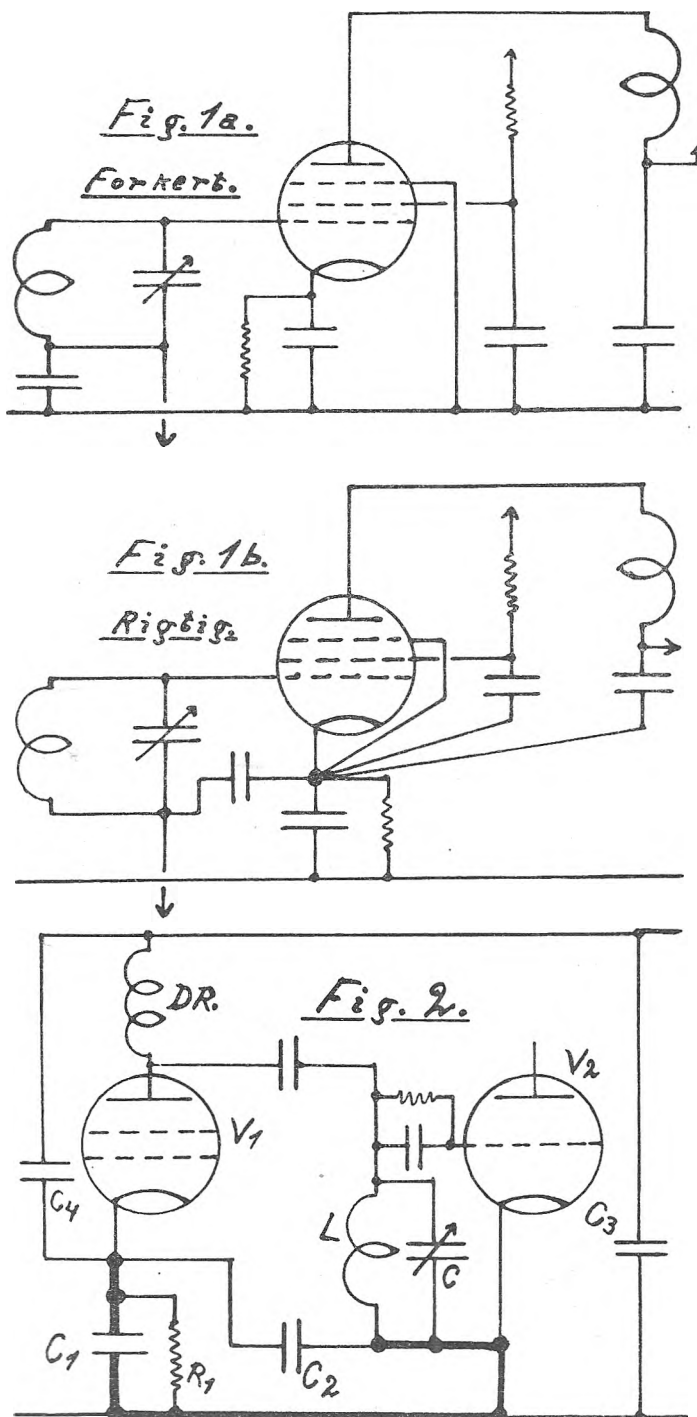 Fig. 1a.
Forkert.
Fig. 1b.
Rigtig.
DR.
Fig. 2.
V2
V1
C4
L
C
C3
C1
R1
C2